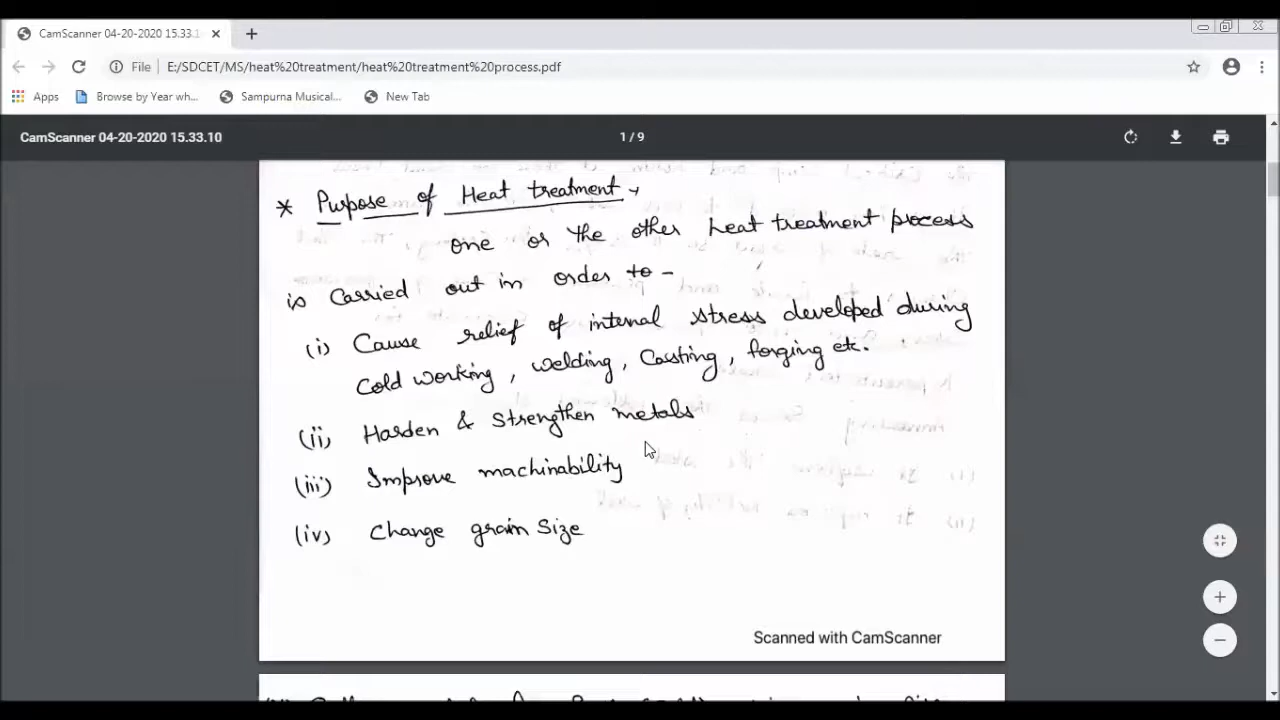 CamScanner 04-20-2020 15.33.1
File
E:/SDCET/MS/heat%20treatment/heat%20treatment%20process.pdf
Apps
Browse by Year wh...
Sampurna Musical...
New Tab
CamScanner 04-20-2020 15.33.10
1 / 9
* Purpose of Heat treatment →
one or the other heat treatment process
is Carried out in order to -
(i) Cause relief of internal stress developed during
Cold working, welding, Casting, forging etc.
(ii) Harden & Strengthen metals
(iii) Improve machinability
(iv) Change grain Size
Scanned with CamScanner